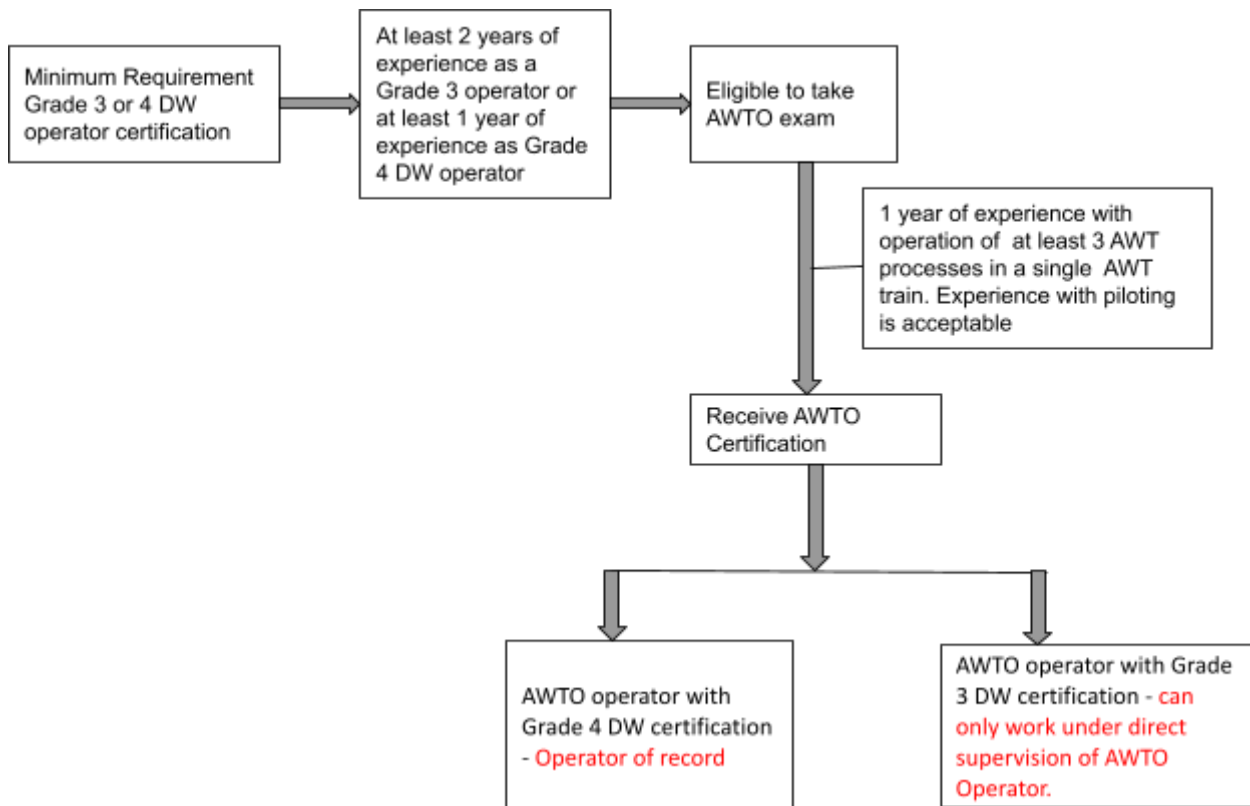 Minimum Requirement
Grade 3 or 4 DW
operator certification
At least 2 years of
experience as a
Grade 3 operator or
at least 1 year of
experience as Grade
4 DW operator
Eligible to take
AWTO exam
1 year of experience with
operation of  at least 3 AWT
processes in a single  AWT
train. Experience with piloting
is acceptable
Receive AWTO
Certification
AWTO operator with
Grade 4 DW certification
- Operator of record
AWTO operator with Grade
3 DW certification - can
only work under direct
supervision of AWTO
Operator.